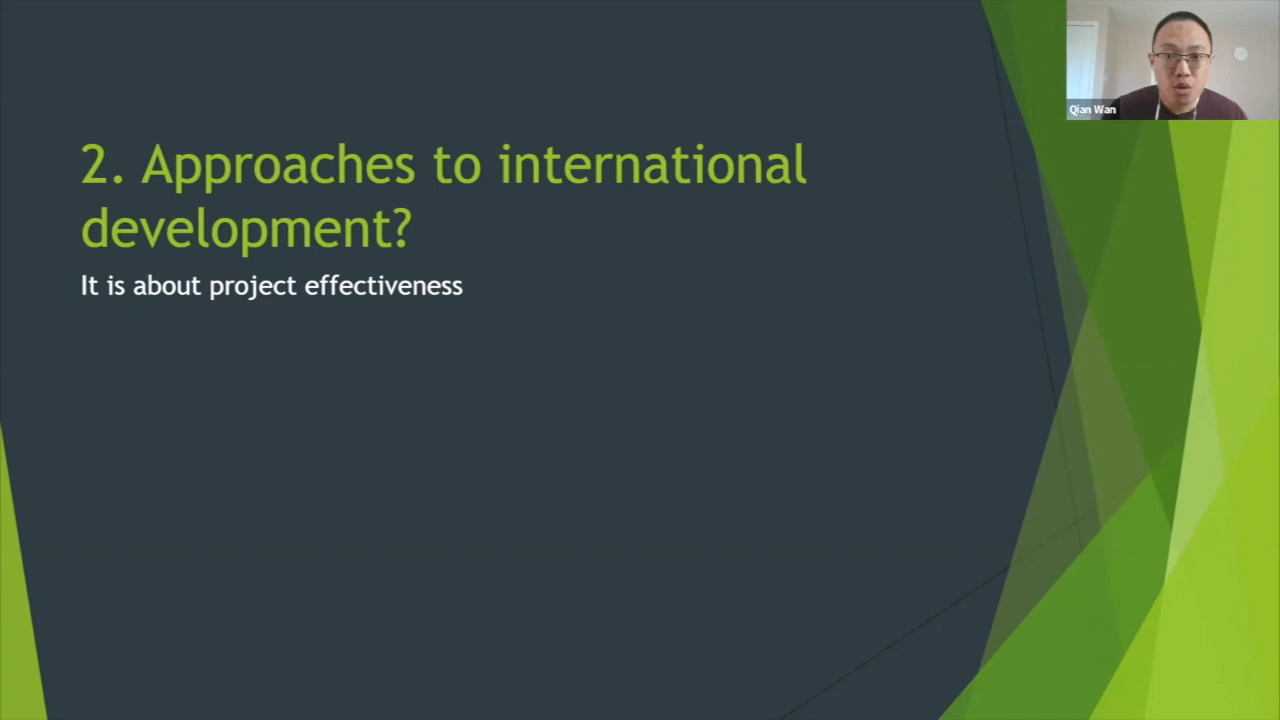 2. Approaches to international
development?
It is about project effectiveness
Qian Wan